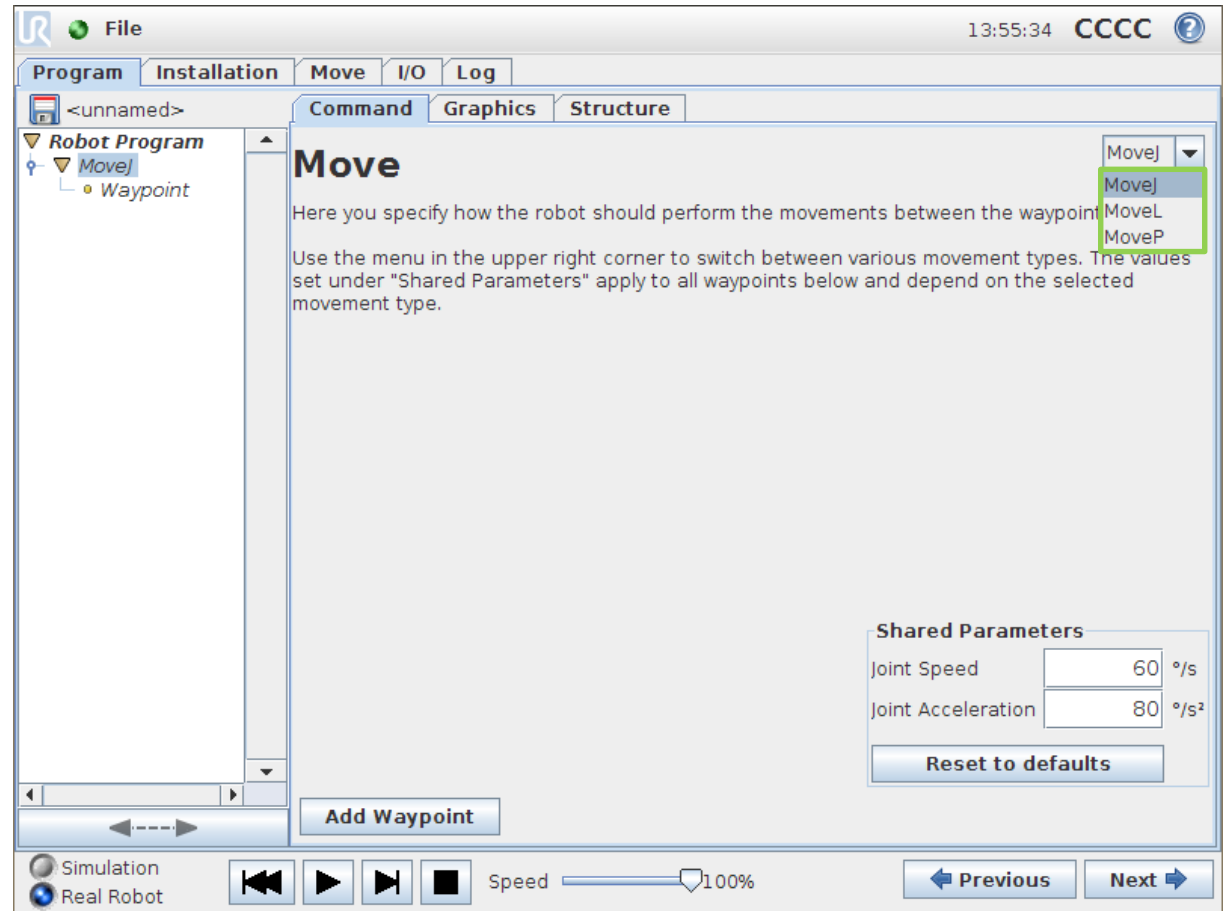 File 13:55:34 CCCC ?
Program Installation Move I/O Log
<unnamed>
Command Graphics Structure
Robot Program
MoveJ
Waypoint
Move
MoveJ
MoveJ
MoveL
MoveP
Here you specify how the robot should perform the movements between the waypoint
Use the menu in the upper right corner to switch between various movement types. The values
set under "Shared Parameters" apply to all waypoints below and depend on the selected
movement type.
Shared Parameters
Joint Speed 60 °/s
Joint Acceleration 80 °/s²
Reset to defaults
Add Waypoint
Simulation
Real Robot
Speed 100%
Previous Next